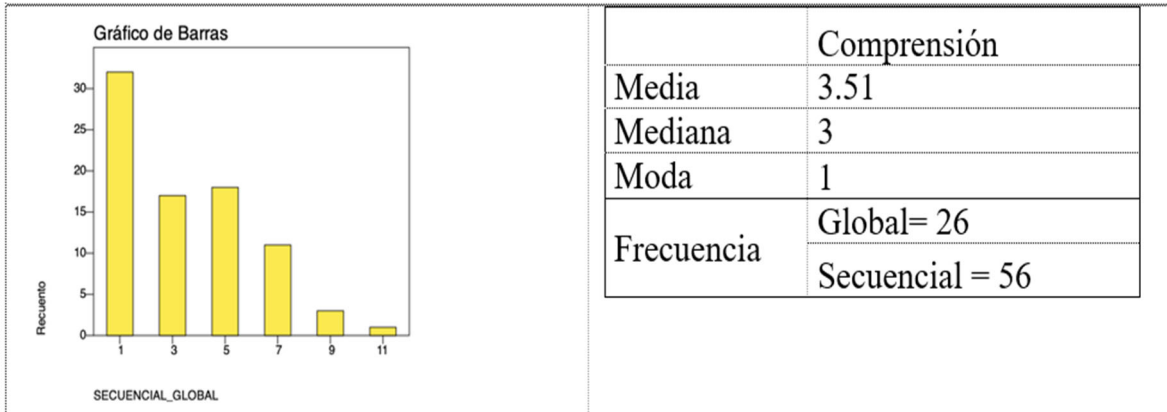 Gráfico de Barras
30
25
20
15
10
5
0
Recuento
1 3 5 7 9 11
SECUENCIAL_GLOBAL
Comprensión
Media 3.51
Mediana 3
Moda 1
Frecuencia
Global= 26
Secuencial = 56